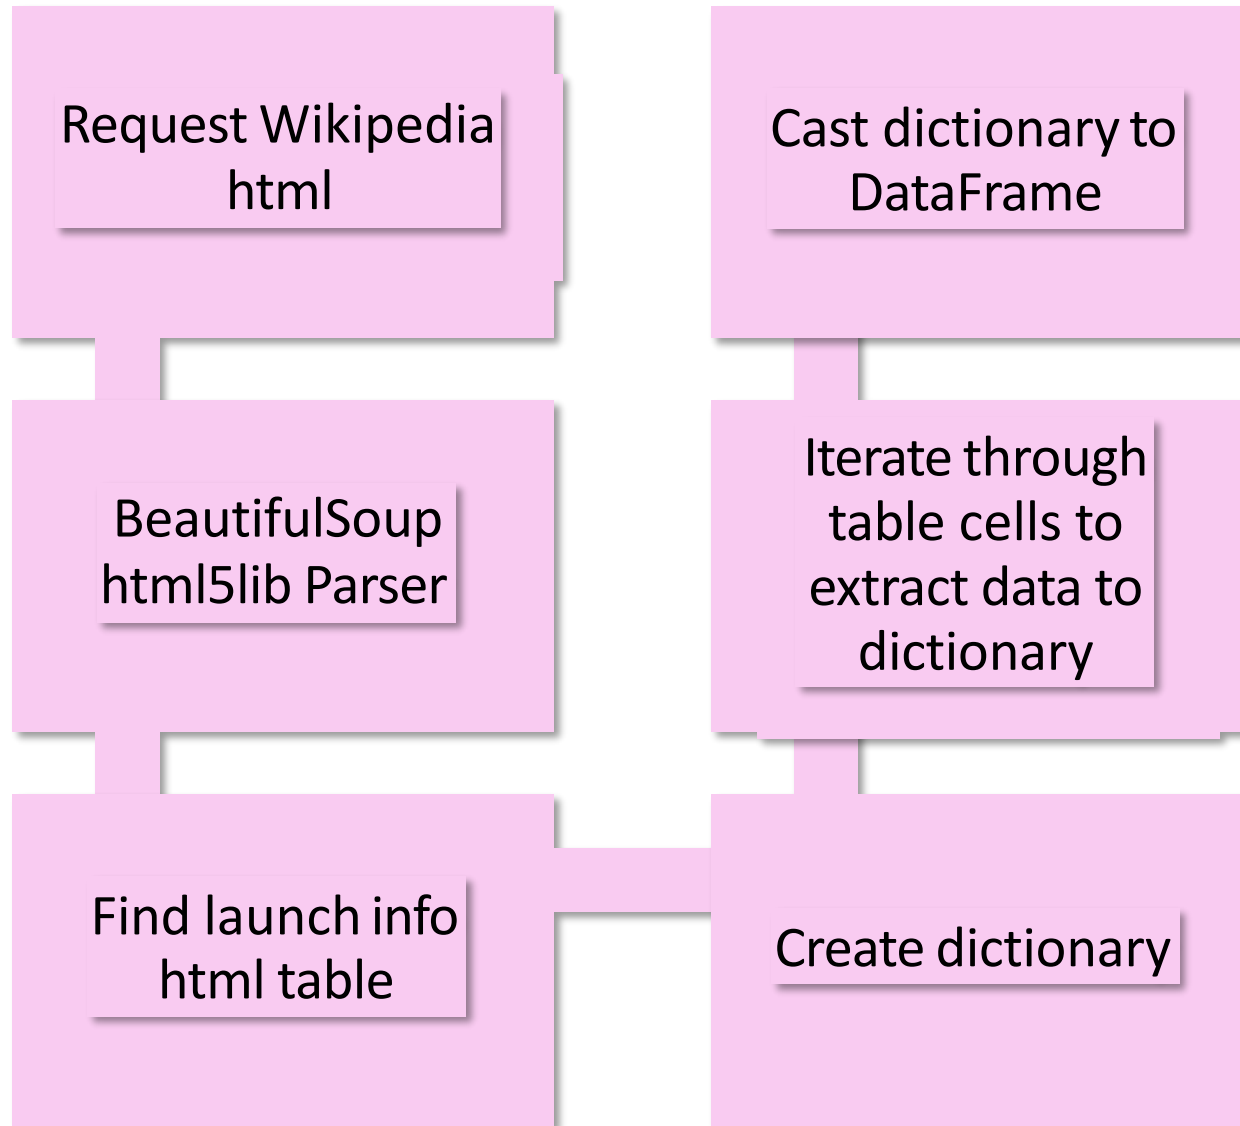 Request Wikipedia
html
BeautifulSoup
html5lib Parser
Find launch info
html table
Create dictionary
Iterate through
table cells to
extract data to
dictionary
Cast dictionary to
DataFrame